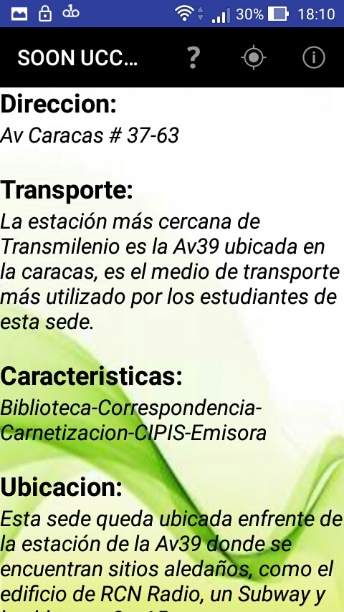 30% 18:10
SOON UCC...
Direccion:
Av Caracas # 37-63
Transporte:
La estación más cercana de
Transmilenio es la Av39 ubicada en
la caracas, es el medio de transporte
más utilizado por los estudiantes de
esta sede.
Caracteristicas:
Biblioteca-Correspondencia-
Carnetizacion-CIPIS-Emisora
Ubicacion:
Esta sede queda ubicada enfrente de
la estación de la Av39 donde se
encuentran sitios aledaños, como el
edificio de RCN Radio, un Subway y